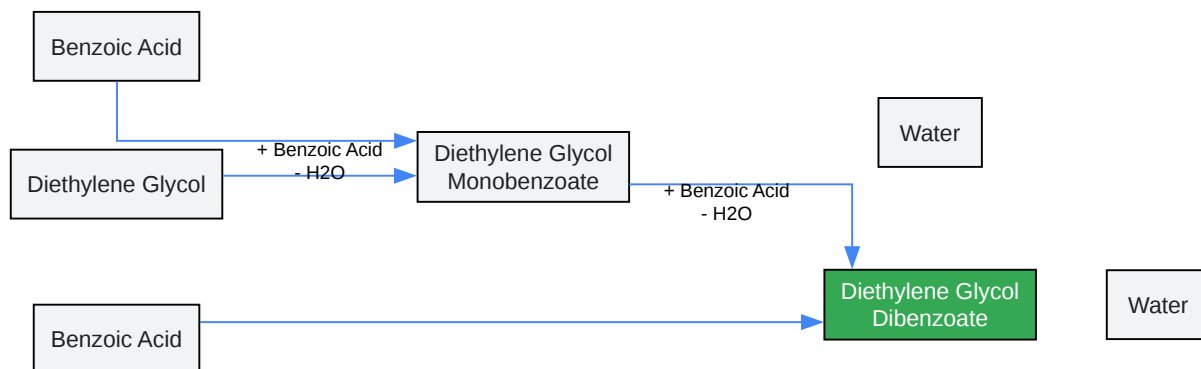 Benzoic Acid
Diethylene Glycol
+ Benzoic Acid
- H2O
Diethylene Glycol
Monobenzoate
+ Benzoic Acid
- H2O
Water
Benzoic Acid
Diethylene Glycol
Dibenzoate
Water